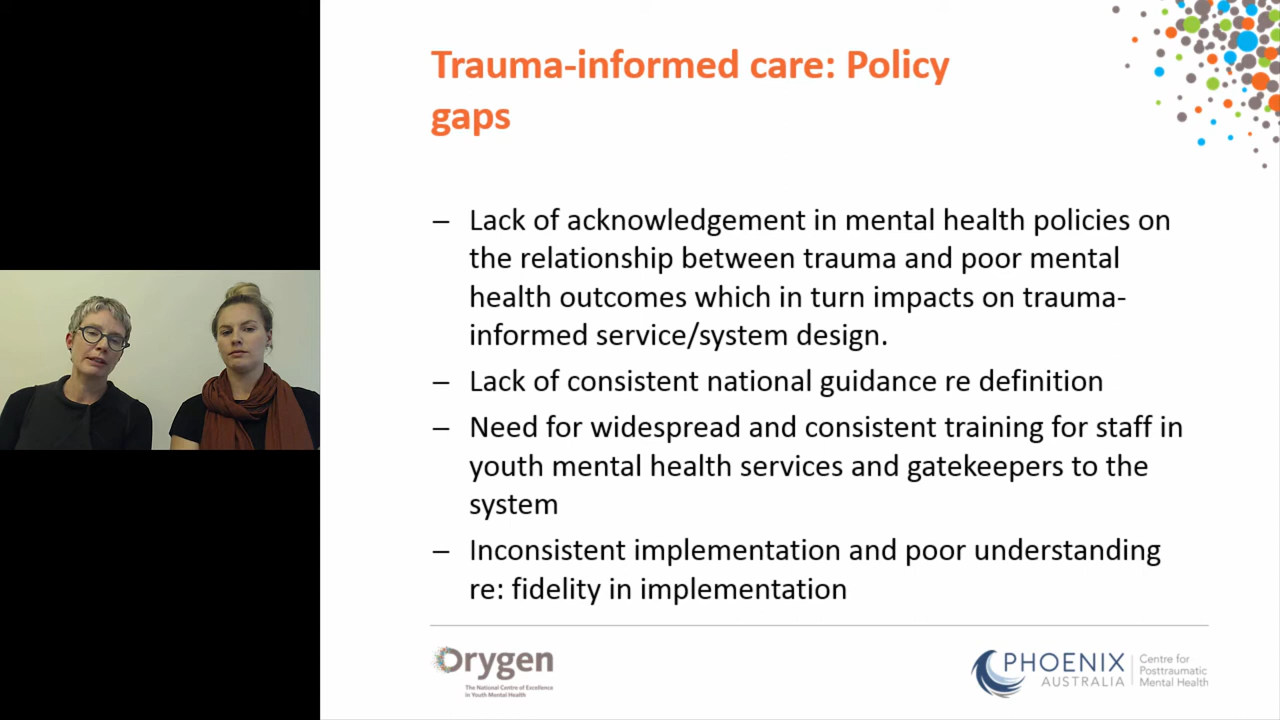 Trauma-informed care: Policy
gaps
– Lack of acknowledgement in mental health policies on
the relationship between trauma and poor mental
health outcomes which in turn impacts on trauma-
informed service/system design.
– Lack of consistent national guidance re definition
– Need for widespread and consistent training for staff in
youth mental health services and gatekeepers to the
system
– Inconsistent implementation and poor understanding
re: fidelity in implementation
Orygen
The National Centre of Excellence
in Youth Mental Health
PHOENIX
AUSTRALIA
Centre for
Posttraumatic
Mental Health